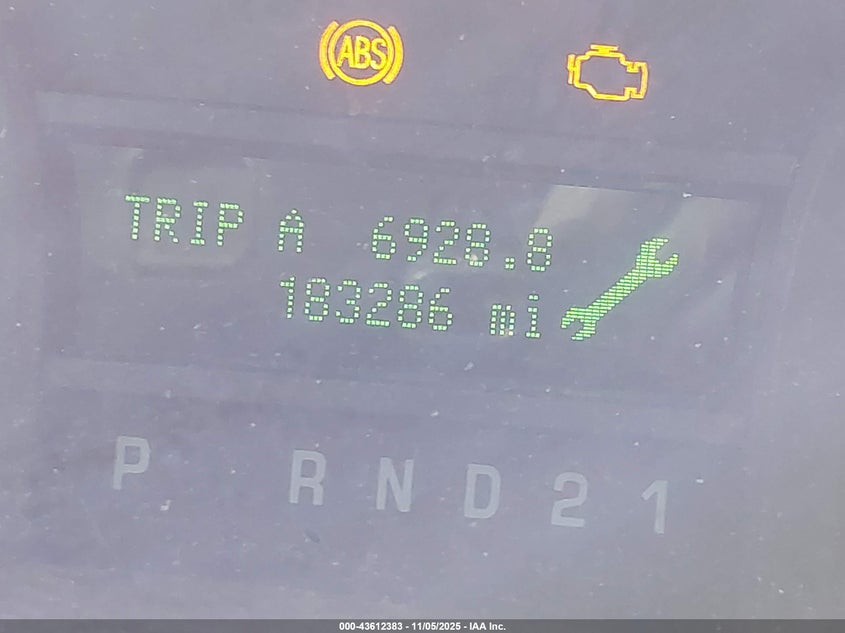 ABS
TRIP A 6928.8
183286 mi
P R N D 2 1
000-43612383 - 11/05/2025 - IAA Inc.